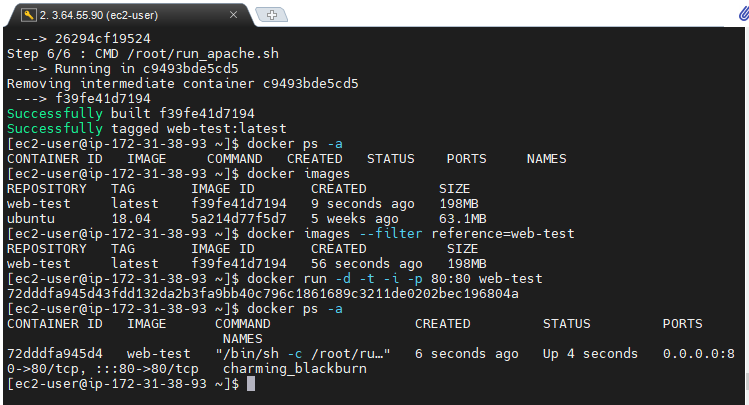 2. 3.64.55.90 (ec2-user)
---> 26294cf19524
Step 6/6 : CMD /root/run_apache.sh
---> Running in c9493bde5cd5
Removing intermediate container c9493bde5cd5
---> f39fe41d7194
Successfully built f39fe41d7194
Successfully tagged web-test:latest
[ec2-user@ip-172-31-38-93 ~]$ docker ps -a
CONTAINER ID   IMAGE     COMMAND   CREATED   STATUS    PORTS     NAMES
[ec2-user@ip-172-31-38-93 ~]$ docker images
REPOSITORY   TAG       IMAGE ID       CREATED         SIZE
web-test     latest    f39fe41d7194   9 seconds ago   198MB
ubuntu       18.04     5a214d77f5d7   5 weeks ago     63.1MB
[ec2-user@ip-172-31-38-93 ~]$ docker images --filter reference=web-test
REPOSITORY   TAG       IMAGE ID       CREATED          SIZE
web-test     latest    f39fe41d7194   56 seconds ago   198MB
[ec2-user@ip-172-31-38-93 ~]$ docker run -d -t -i -p 80:80 web-test
72dddfa945d43fdd132da2b3fa9bb40c796c1861689c3211de0202bec196804a
[ec2-user@ip-172-31-38-93 ~]$ docker ps -a
CONTAINER ID   IMAGE      COMMAND                  CREATED         STATUS         PORTS
NAMES
72dddfa945d4   web-test   "/bin/sh -c /root/ru…"   6 seconds ago   Up 4 seconds   0.0.0.0:8
0->80/tcp, :::80->80/tcp   charming_blackburn
[ec2-user@ip-172-31-38-93 ~]$